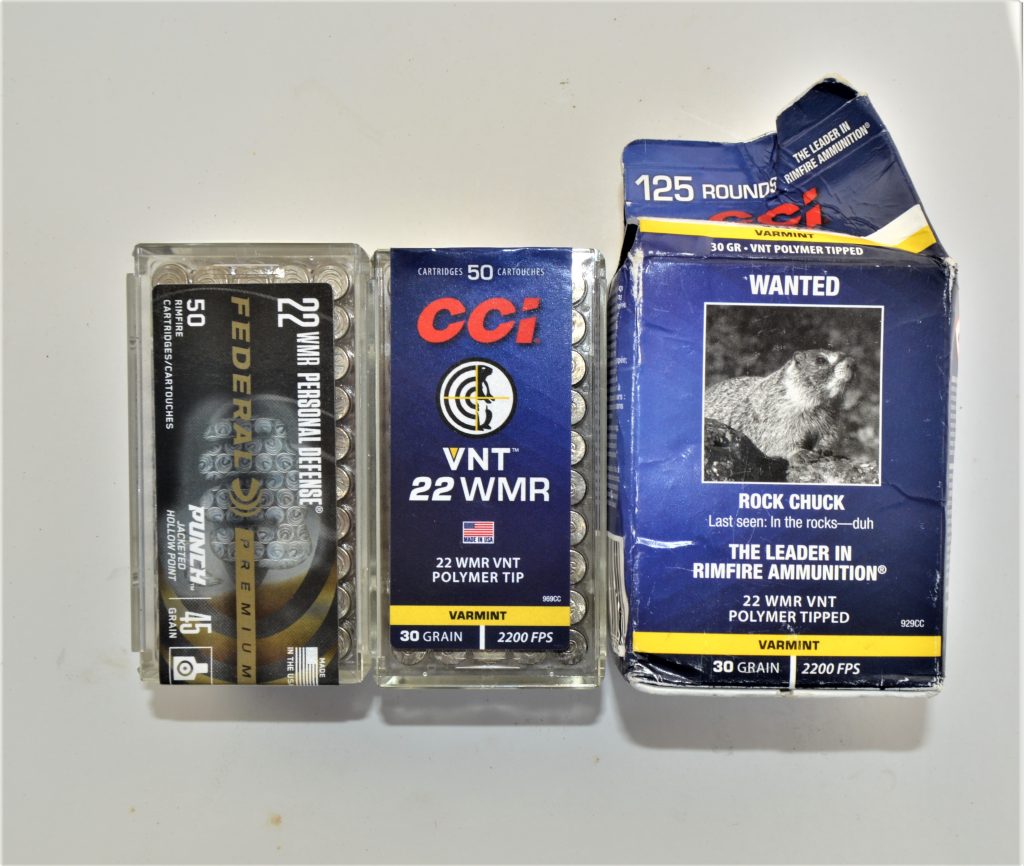 22 WMR PERSONAL DEFENSE®
FEDERAL PREMIUM
50
RIMFIRE
CARTRIDGES/CARTOUCHES
PUNCH™
JACKETED
HOLLOW POINT
45
GRAIN
MADE
IN THE USA
CARTRIDGES 50 CARTOUCHES
CCI
VNT™
22 WMR
MADE IN USA
22 WMR VNT
POLYMER TIP
969CC
VARMINT
30 GRAIN 2200 FPS
THE LEADER IN
RIMFIRE AMMUNITION®
125 ROUNDS
CCI
VARMINT
30 GR • VNT POLYMER TIPPED
WANTED
ROCK CHUCK
Last seen: In the rocks—duh
THE LEADER IN
RIMFIRE AMMUNITION®
22 WMR VNT
POLYMER TIPPED
929CC
VARMINT
30 GRAIN 2200 FPS